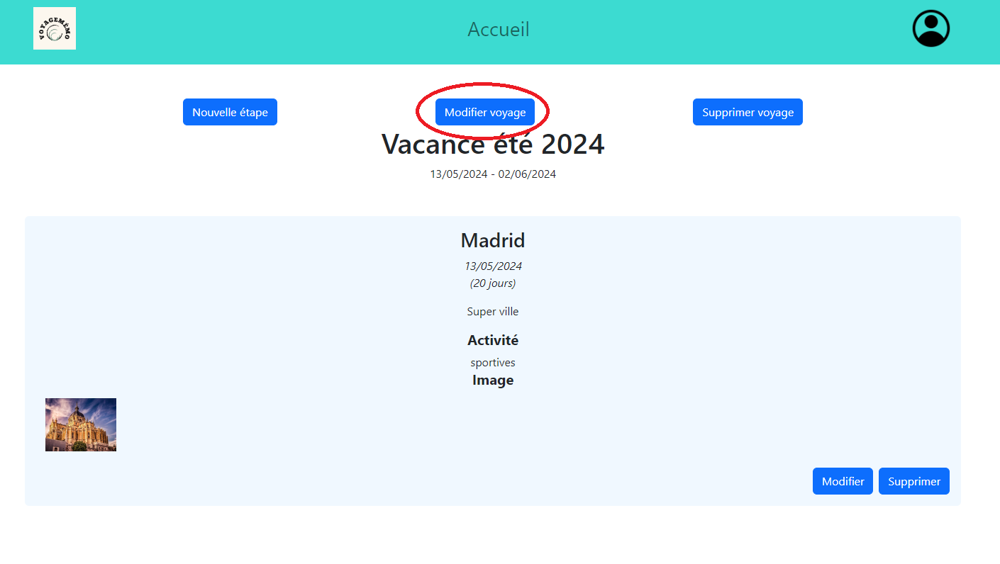 VOYAGEMÉMO
Accueil
Nouvelle étape
Modifier voyage
Supprimer voyage
Vacance été 2024
13/05/2024 - 02/06/2024
Madrid
13/05/2024
(20 jours)
Super ville
Activité
sportives
Image
Modifier
Supprimer